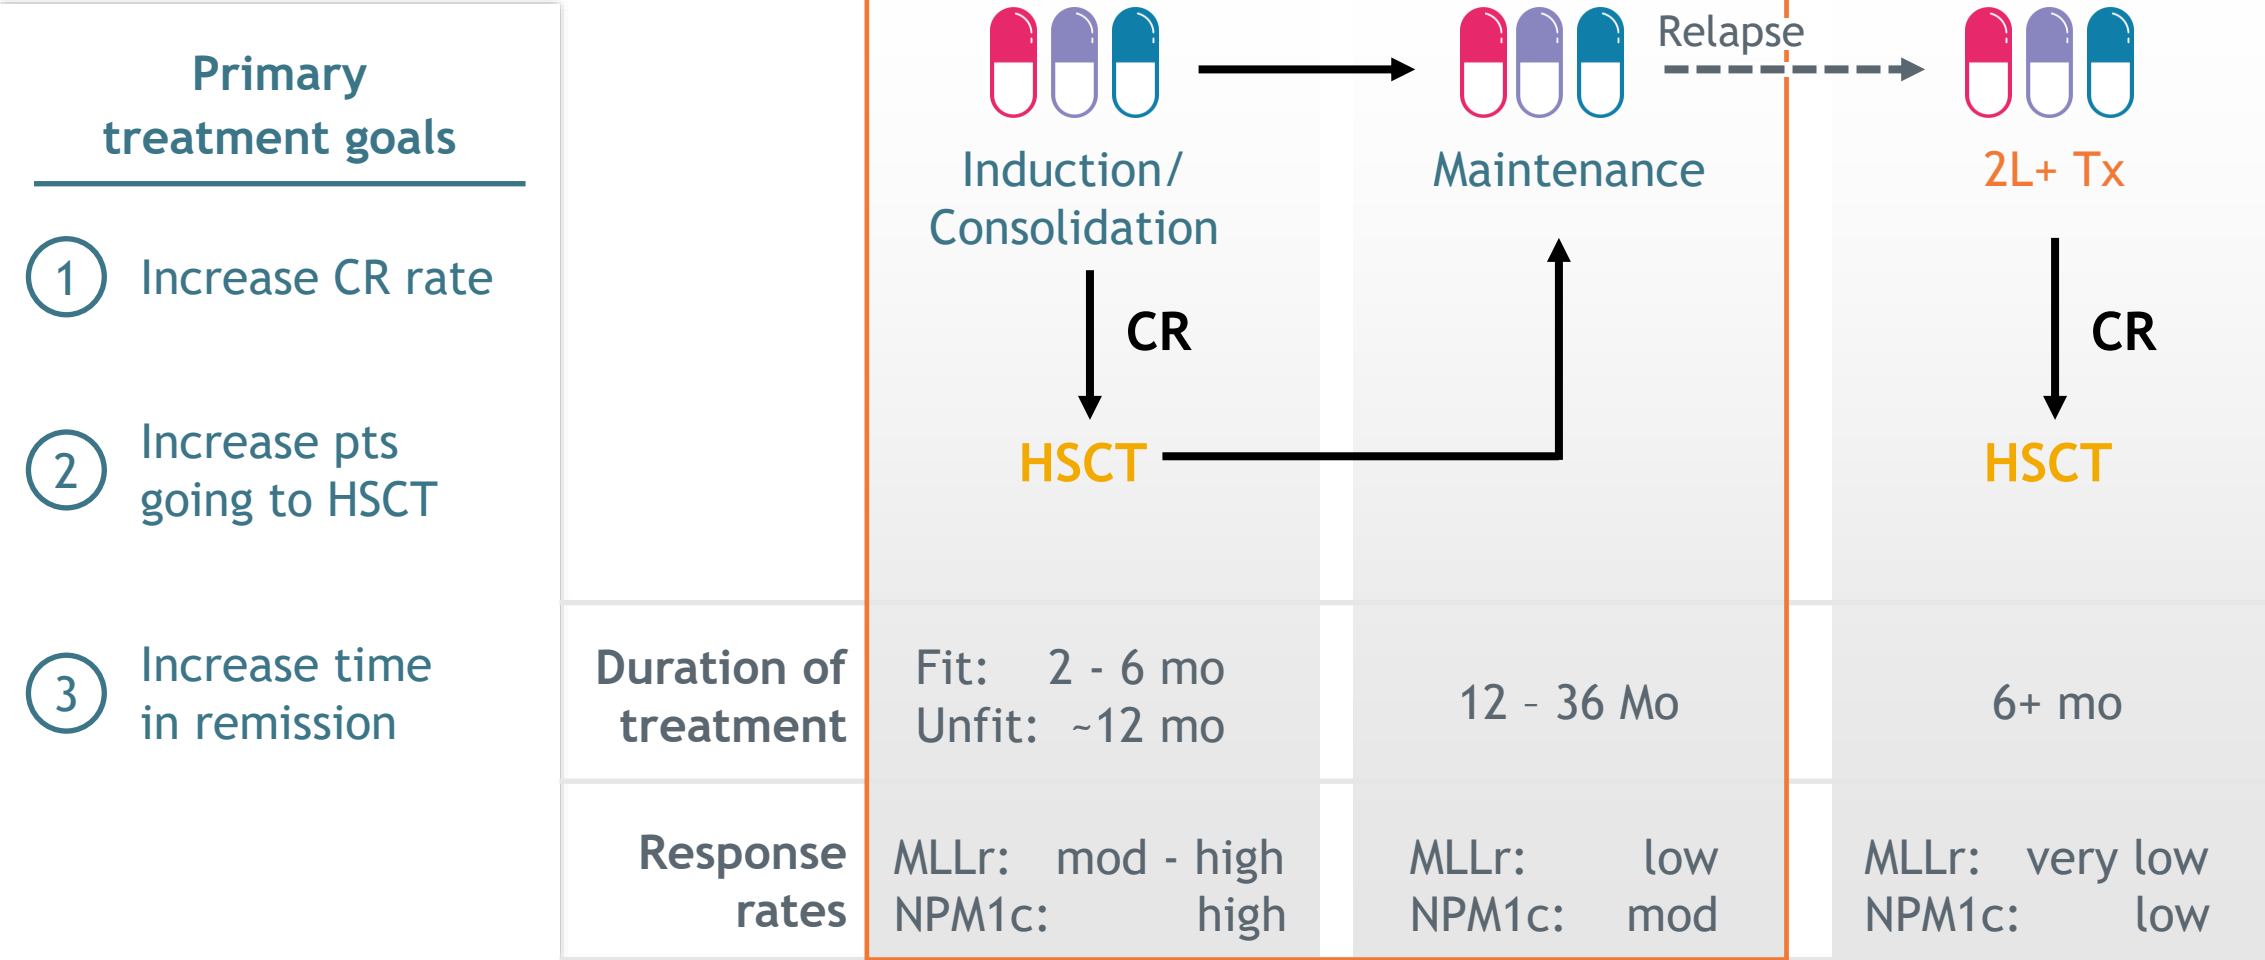 Primary
treatment goals
1 Increase CR rate
2 Increase pts
going to HSCT
3 Increase time
in remission
Relapse
Induction/
Consolidation
Maintenance
2L+ Tx
CR
CR
HSCT
HSCT
Duration of
treatment
Fit: 2 - 6 mo
Unfit: ~12 mo
12 – 36 Mo
6+ mo
Response
rates
MLLr: mod - high
NPM1c: high
MLLr: low
NPM1c: mod
MLLr: very low
NPM1c: low